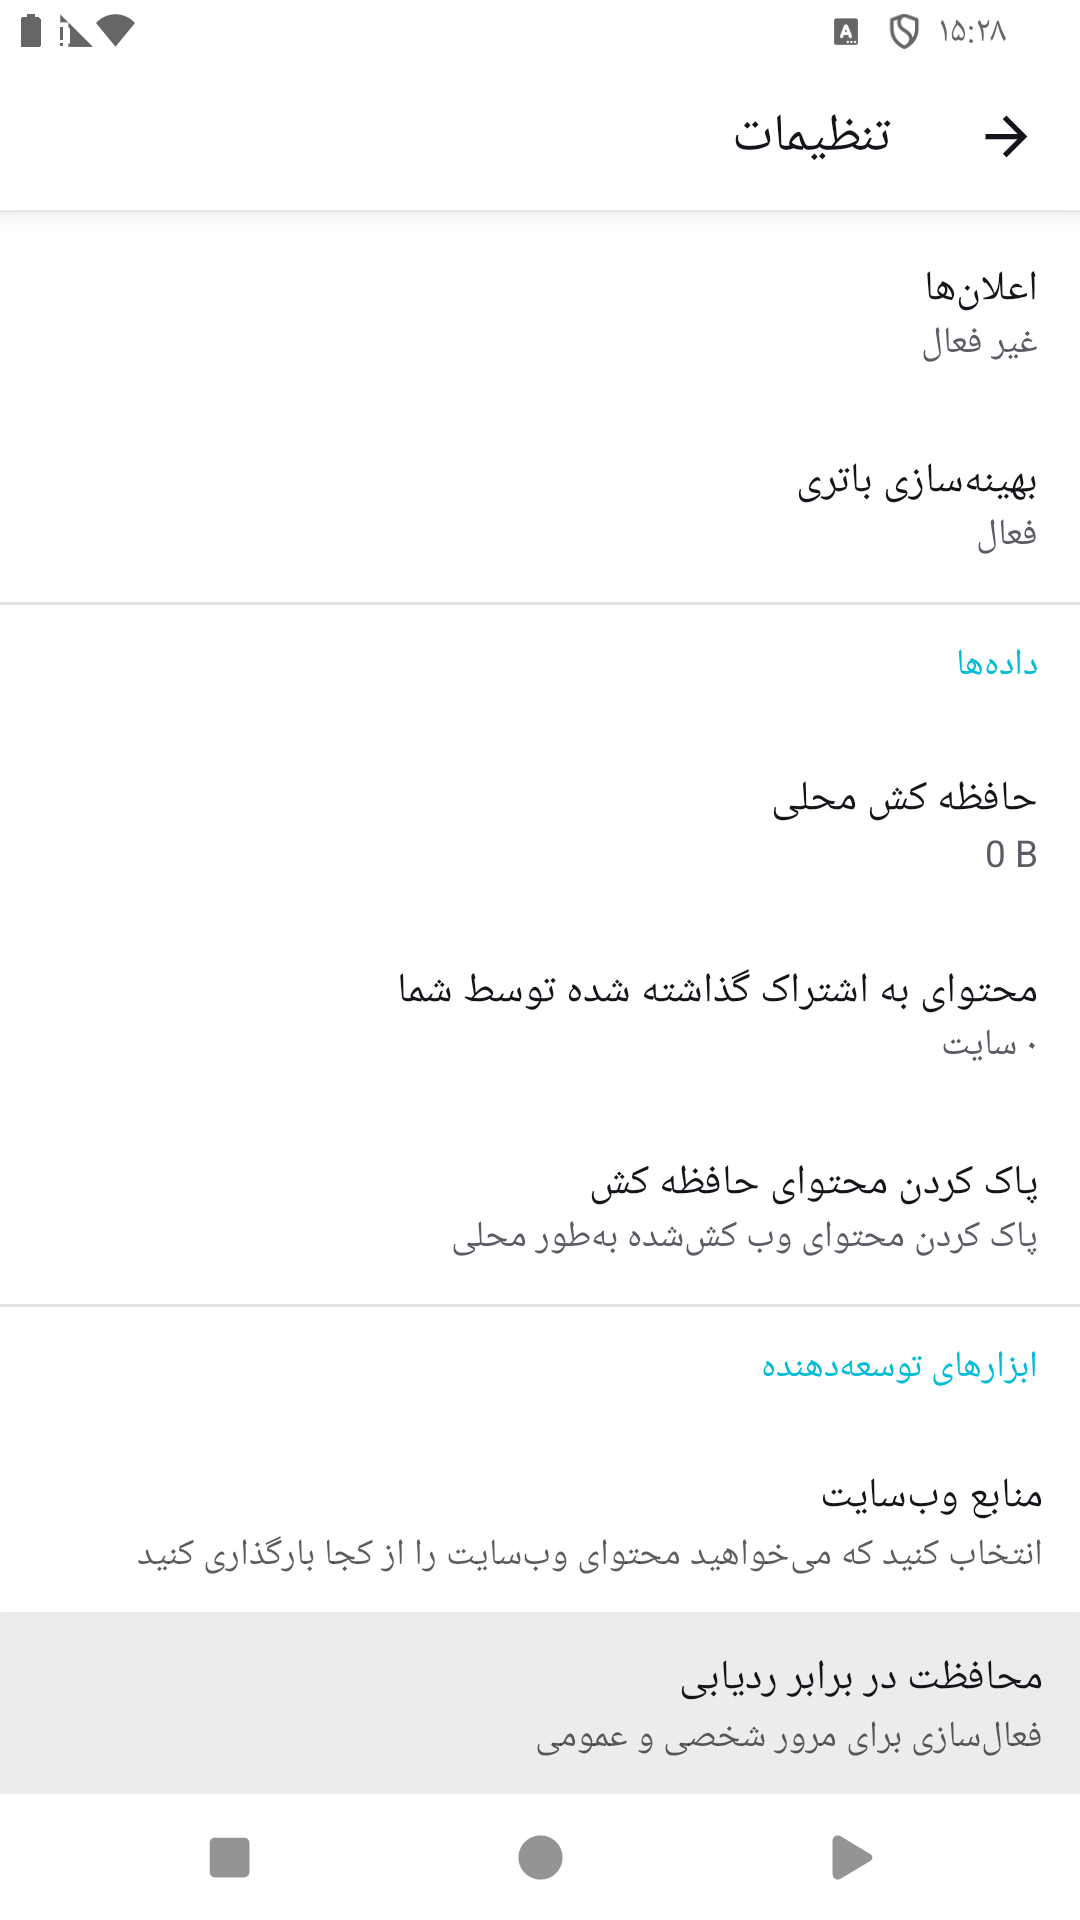 ۱۵:۲۸
تنظیمات
اعلان‌ها
غیر فعال
بهینه‌سازی باتری
فعال
داده‌ها
حافظه کش محلی
0 B
محتوای به اشتراک گذاشته شده توسط شما
۰ سایت
پاک کردن محتوای حافظه کش
پاک کردن محتوای وب کش‌شده به‌طور محلی
ابزارهای توسعه‌دهنده
منابع وب‌سایت
انتخاب کنید که می‌خواهید محتوای وب‌سایت را از کجا بارگذاری کنید
محافظت در برابر ردیابی
فعال‌سازی برای مرور شخصی و عمومی